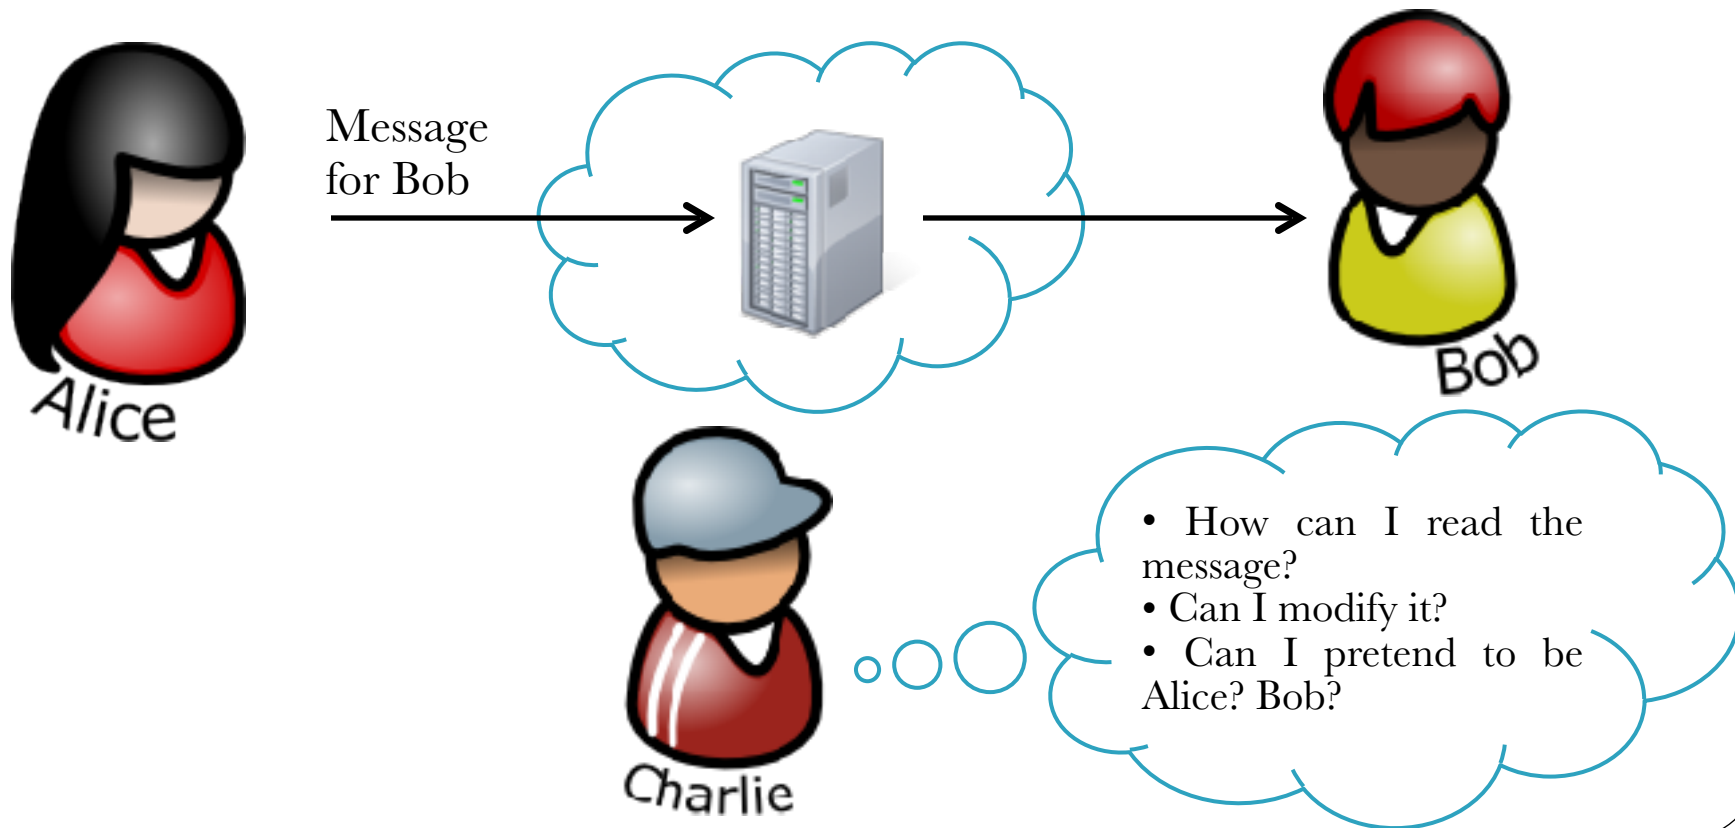 Message
for Bob
Alice
Bob
Charlie
• How can I read the
message?
• Can I modify it?
• Can I pretend to be
Alice? Bob?